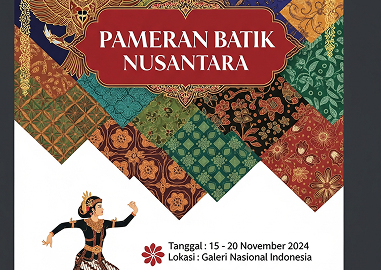 PAMERAN BATIK
NUSANTARA
Tanggal : 15 - 20 November 2024
Lokasi : Galeri Nasional Indonesia